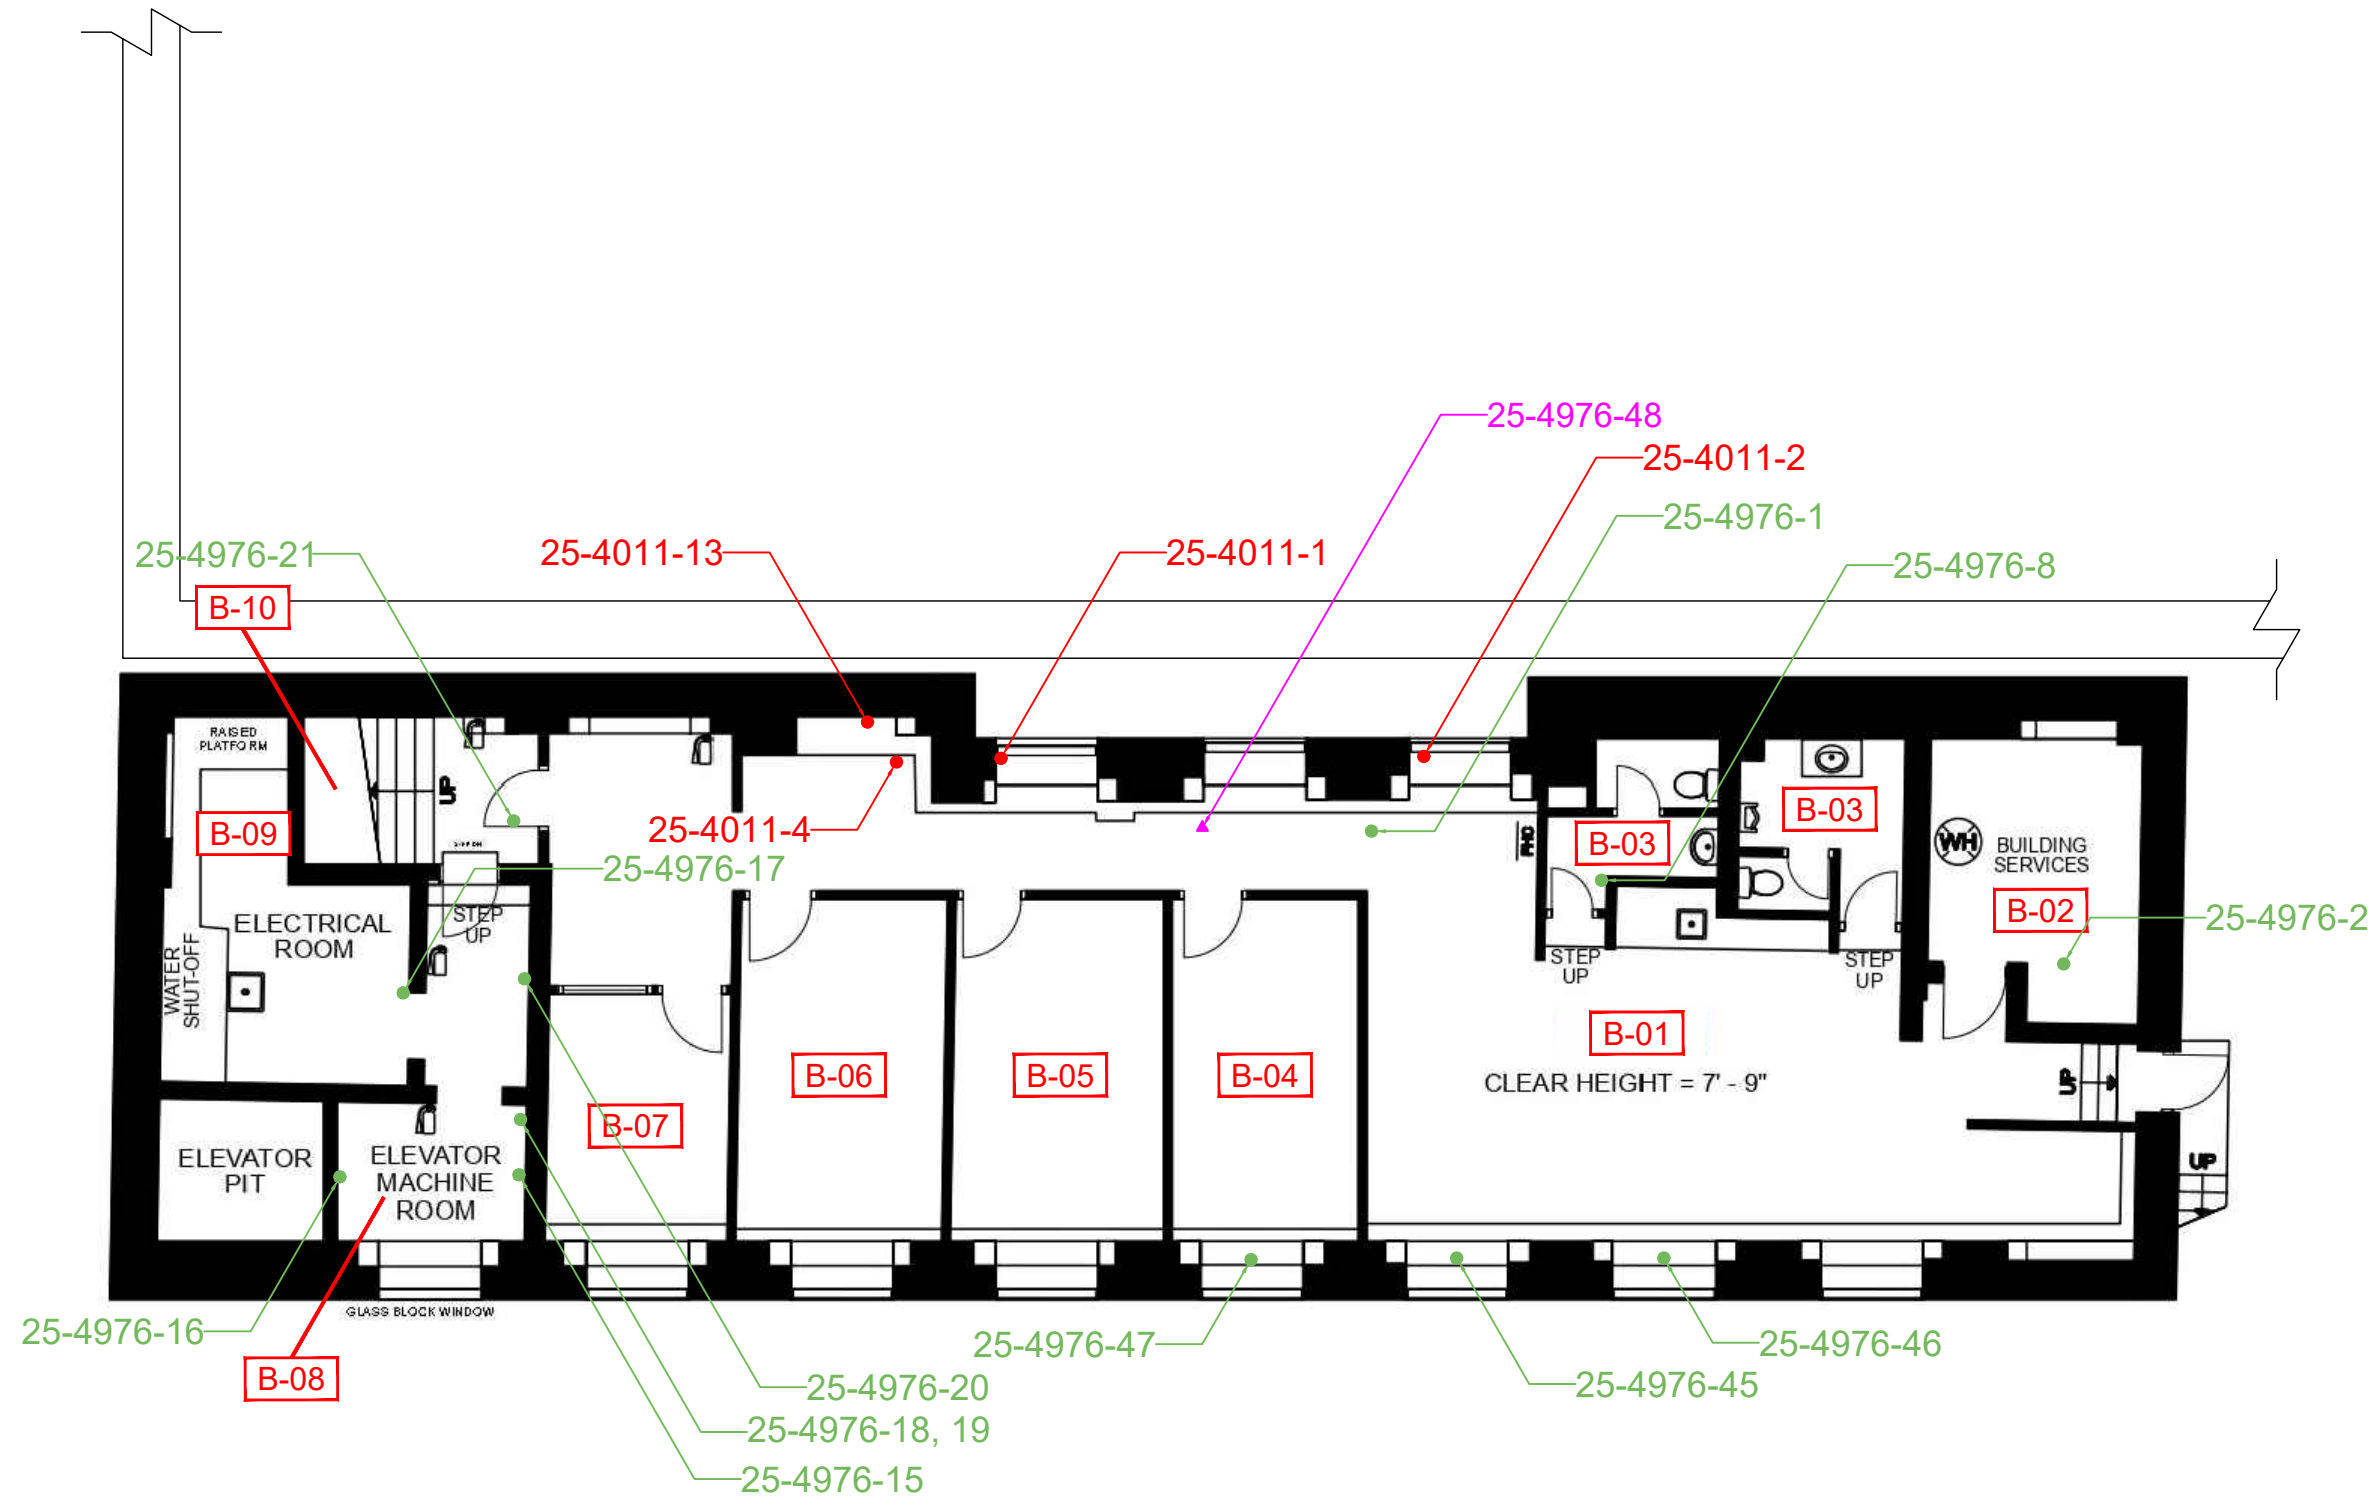 25-4976-48
25-4011-2
25-4976-1
25-4976-21
25-4011-13
25-4011-1
25-4976-8
B-10
RAISED
PLATFORM
UP
B-09
25-4011-4
25-4976-17
FHC
B-03
B-03
WH
BUILDING
SERVICES
B-02
25-4976-2
ELECTRICAL
ROOM
STEP
UP
WATER
SHUT-OFF
STEP
UP
STEP
UP
B-01
CLEAR HEIGHT = 7' - 9"
B-06
B-05
B-04
B-07
UP
UP
ELEVATOR
PIT
ELEVATOR
MACHINE
ROOM
GLASS BLOCK WINDOW
25-4976-16
B-08
25-4976-47
25-4976-46
25-4976-45
25-4976-20
25-4976-18, 19
25-4976-15